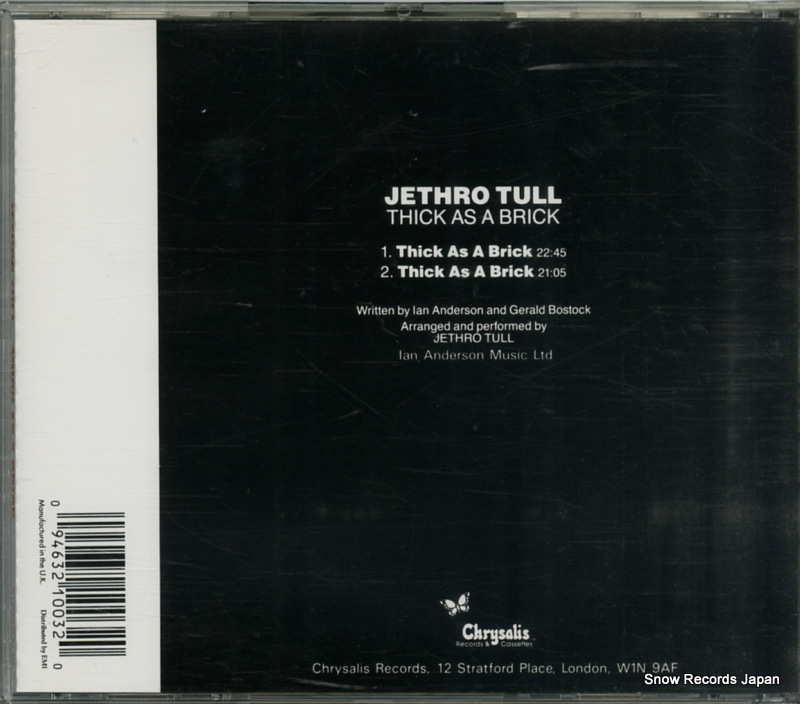 JETHRO TULL
THICK AS A BRICK
1. Thick As A Brick 22:45
2. Thick As A Brick 21:05
Written by Ian Anderson and Gerald Bostock
Arranged and performed by
JETHRO TULL
Ian Anderson Music Ltd
0 94632 10032 0
Manufactured in the U.K. Distributed by EMI
Chrysalis
Records & Cassettes
Chrysalis Records, 12 Stratford Place, London, W1N 9AF
Snow Records Japan